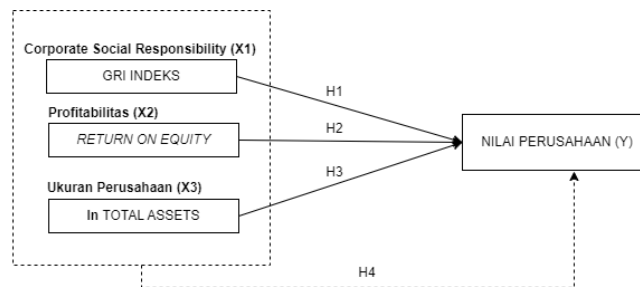 Corporate Social Responsibility (X1)
GRI INDEKS
H1
Profitabilitas (X2)
RETURN ON EQUITY
H2
NILAI PERUSAHAAN (Y)
H3
Ukuran Perusahaan (X3)
ln TOTAL ASSETS
H4